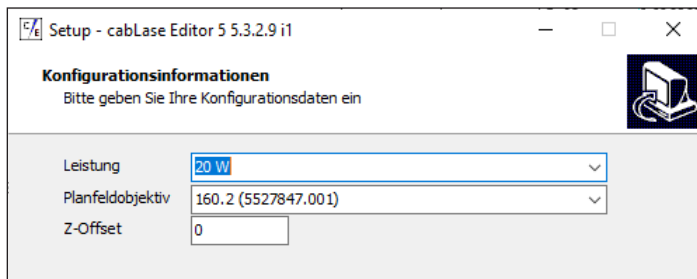 C/E Setup - cabLase Editor 5 5.3.2.9 i1
Konfigurationsinformationen
Bitte geben Sie Ihre Konfigurationsdaten ein
Leistung 20 W
Planfeldobjektiv 160.2 (5527847.001)
Z-Offset 0